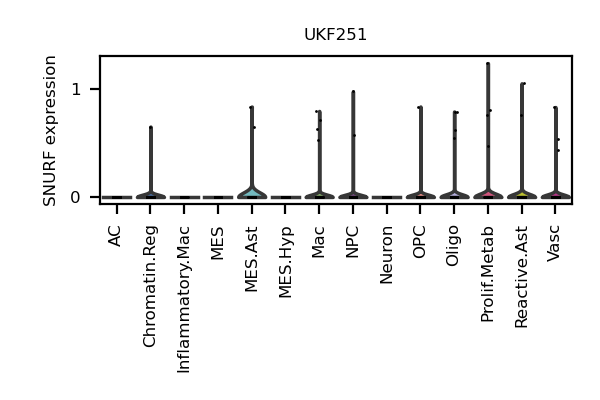 UKF251
SNURF expression
1
0
AC
Chromatin.Reg
Inflammatory.Mac
MES
MES.Ast
MES.Hyp
Mac
NPC
Neuron
OPC
Oligo
Prolif.Metab
Reactive.Ast
Vasc